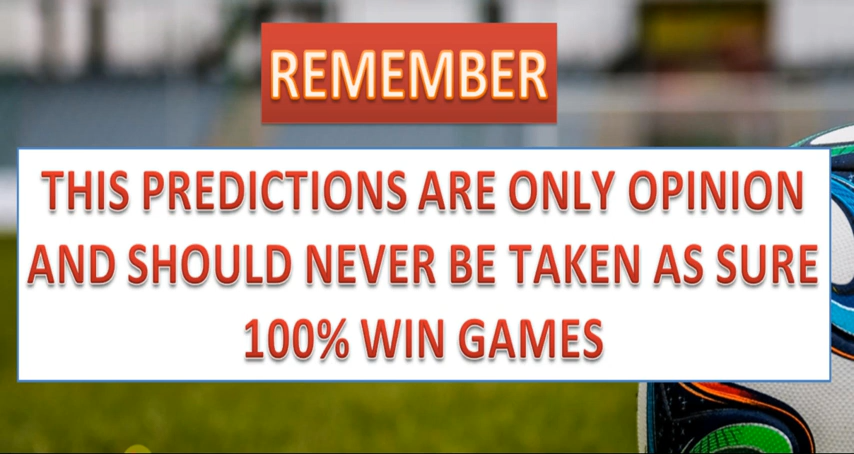 REMEMBER
THIS PREDICTIONS ARE ONLY OPINION
AND SHOULD NEVER BE TAKEN AS SURE
100% WIN GAMES